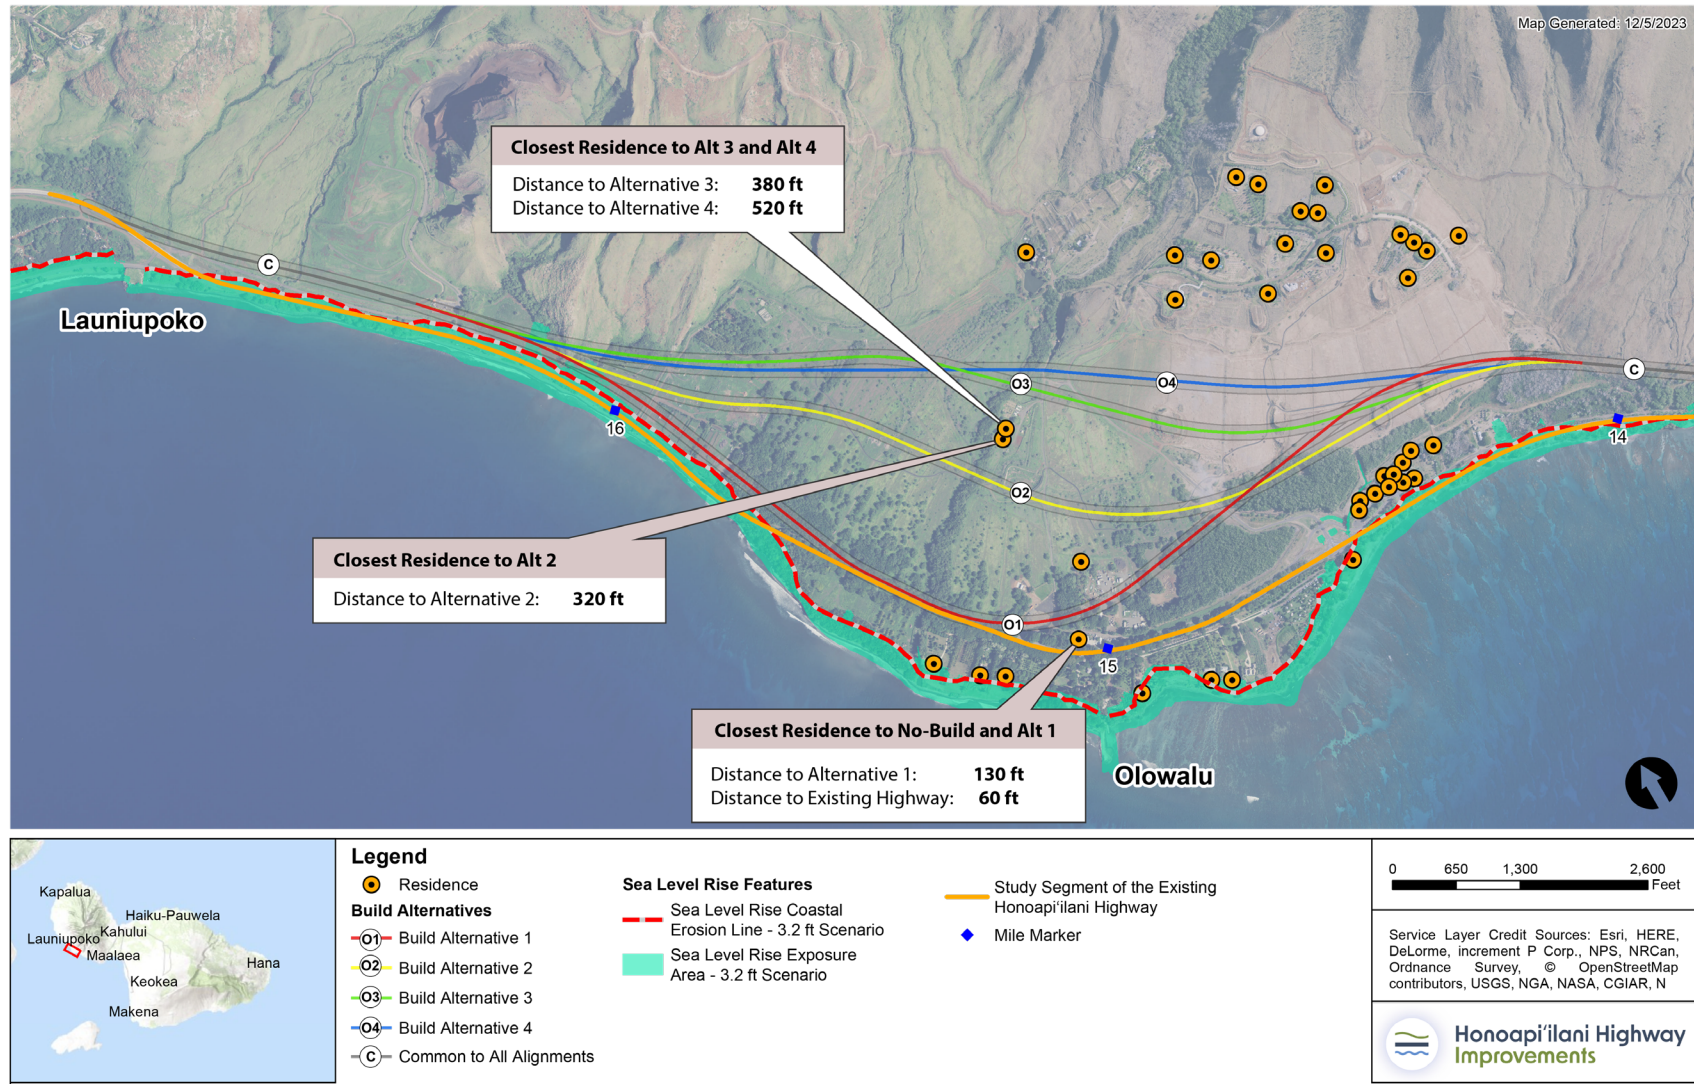 Map Generated: 12/5/2023
Closest Residence to Alt 3 and Alt 4
Distance to Alternative 3: 380 ft
Distance to Alternative 4: 520 ft
C
Launiupoko
C
O3
O4
16
14
O2
Closest Residence to Alt 2
Distance to Alternative 2: 320 ft
O1
15
Closest Residence to No-Build and Alt 1
Distance to Alternative 1: 130 ft
Distance to Existing Highway: 60 ft
Olowalu
Kapalua
Haiku-Pauwela
Kahului
Launiupoko
Maalaea
Hana
Keokea
Makena
Legend
Residence
Build Alternatives
O1 Build Alternative 1
O2 Build Alternative 2
O3 Build Alternative 3
O4 Build Alternative 4
C Common to All Alignments
Sea Level Rise Features
Sea Level Rise Coastal
Erosion Line - 3.2 ft Scenario
Sea Level Rise Exposure
Area - 3.2 ft Scenario
Study Segment of the Existing
Honoapiʻilani Highway
Mile Marker
0 650 1,300 2,600
Feet
Service Layer Credit Sources: Esri, HERE,
DeLorme, increment P Corp., NPS, NRCan,
Ordnance Survey, © OpenStreetMap
contributors, USGS, NGA, NASA, CGIAR, N
Honoapiʻilani Highway
Improvements